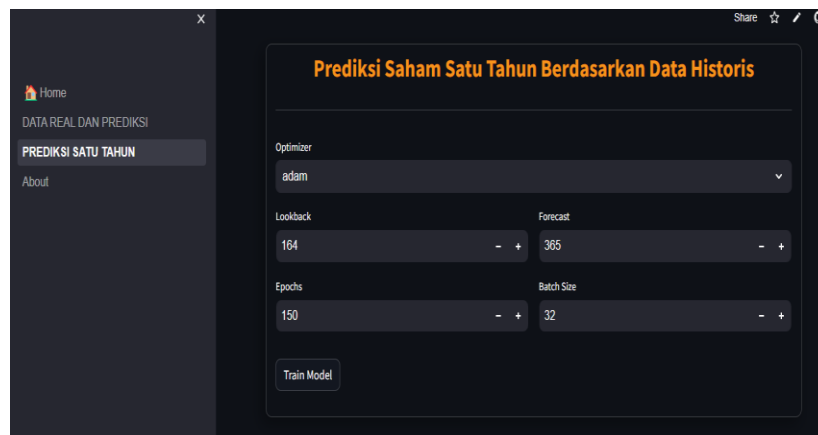 X
Share
Home
DATA REAL DAN PREDIKSI
PREDIKSI SATU TAHUN
About
Prediksi Saham Satu Tahun Berdasarkan Data Historis
Optimizer
adam
Lookback
164 - +
Forecast
365 - +
Epochs
150 - +
Batch Size
32 - +
Train Model